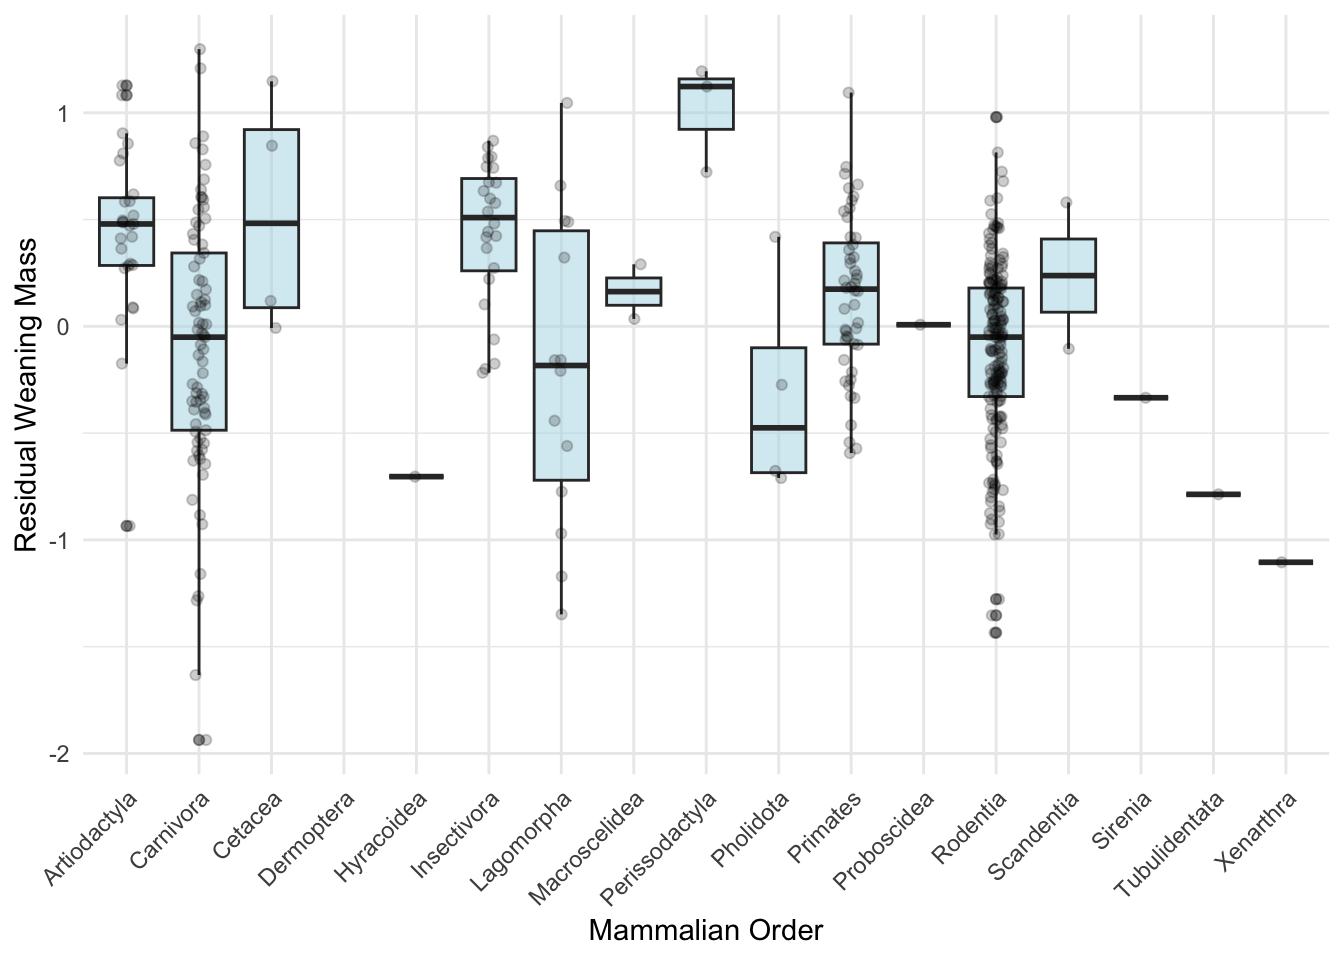 Residual Weaning Mass
1
0
-1
-2
Artiodactyla
Carnivora
Cetacea
Dermoptera
Hyracoidea
Insectivora
Lagomorpha
Macroscelidea
Perissodactyla
Pholidota
Primates
Proboscidea
Rodentia
Scandentia
Sirenia
Tubulidentata
Xenarthra
Mammalian Order